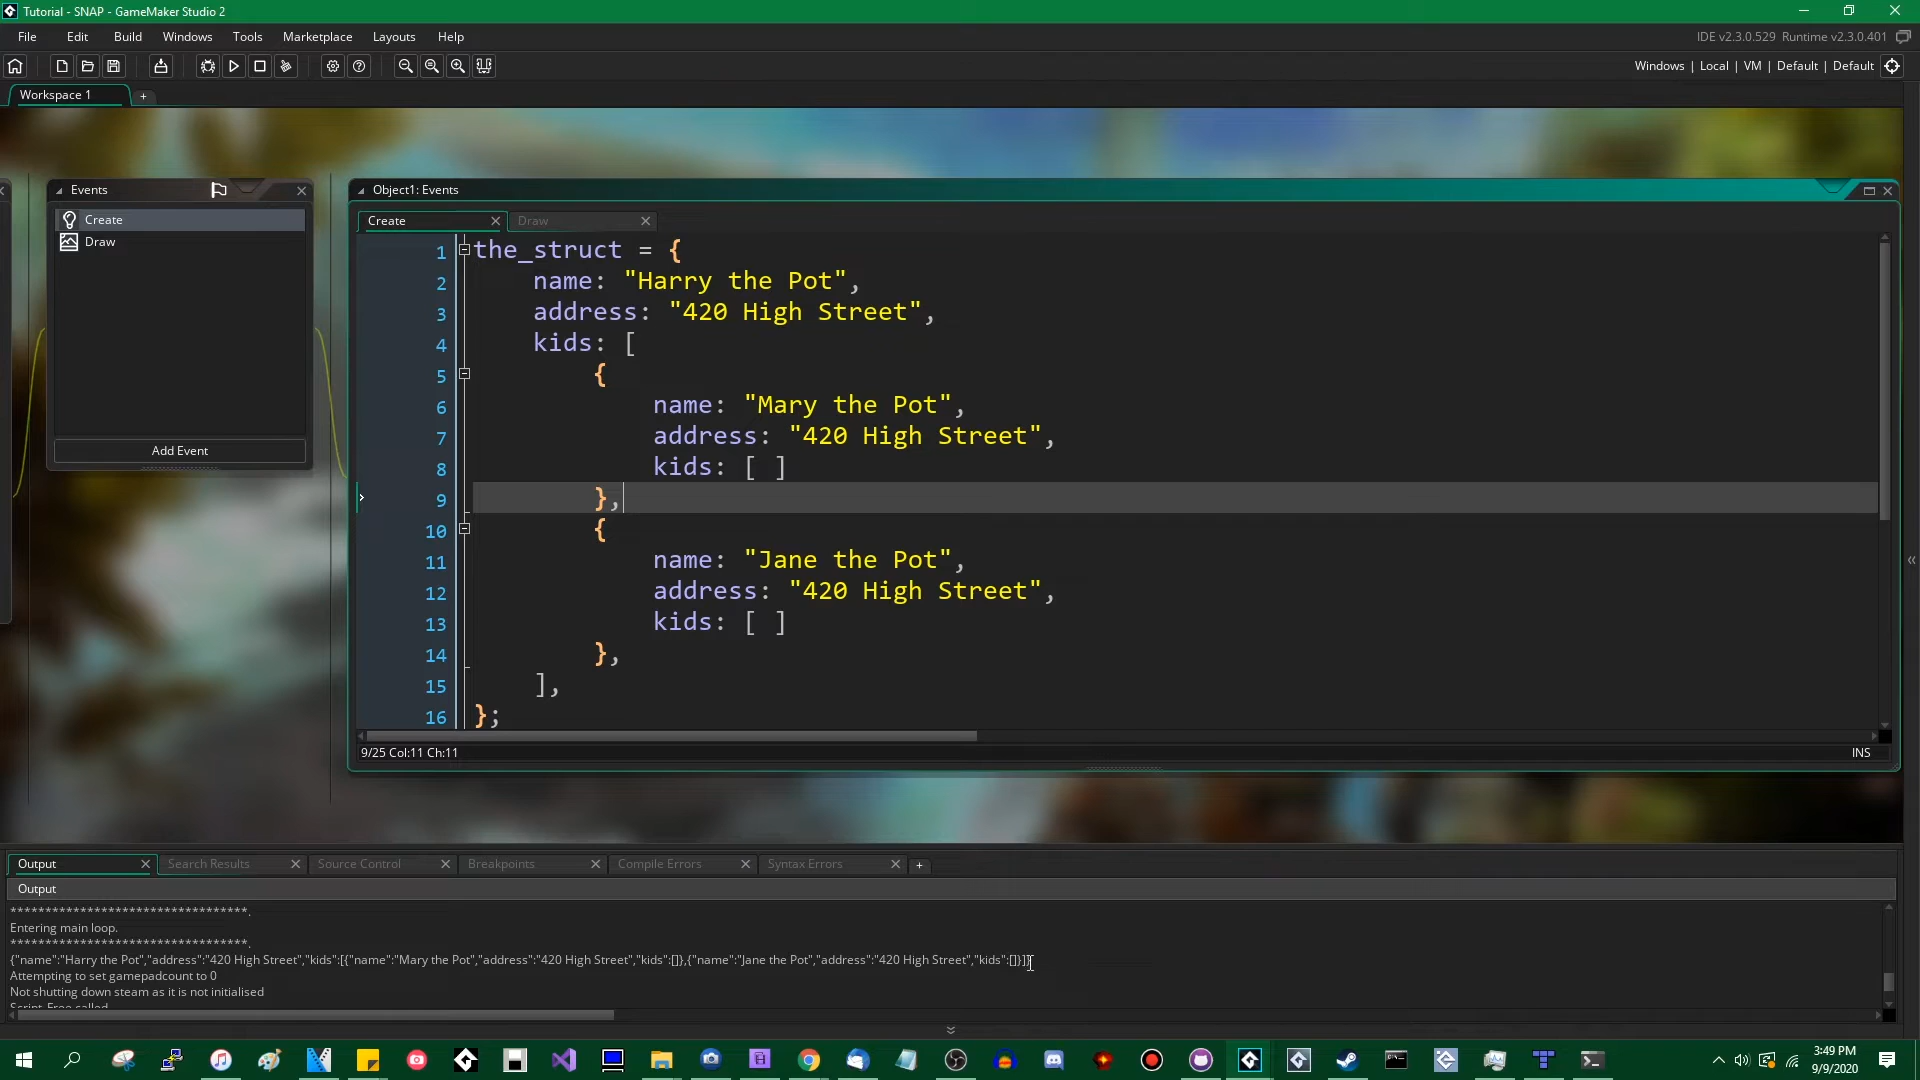 Tutorial - SNAP - GameMaker Studio 2
File Edit Build Windows Tools Marketplace Layouts Help
IDE v2.3.0.529 Runtime v2.3.0.401
Windows | Local | VM | Default | Default
Workspace 1
+
Events
Create
Draw
Add Event
Object1: Events
Create
Draw
1 the_struct = {
2 name: "Harry the Pot",
3 address: "420 High Street",
4 kids: [
5 {
6 name: "Mary the Pot",
7 address: "420 High Street",
8 kids: [ ]
9 },
10 {
11 name: "Jane the Pot",
12 address: "420 High Street",
13 kids: [ ]
14 },
15 ],
16 };
9/25 Col:11 Ch:11
INS
Output Search Results Source Control Breakpoints Compile Errors Syntax Errors +
Output
**********************************.
Entering main loop.
**********************************.
{"name":"Harry the Pot","address":"420 High Street","kids":[{"name":"Mary the Pot","address":"420 High Street","kids":[]},{"name":"Jane the Pot","address":"420 High Street","kids":[]}]}
Attempting to set gamepadcount to 0
Not shutting down steam as it is not initialised
Script Free called
3:49 PM
9/9/2020